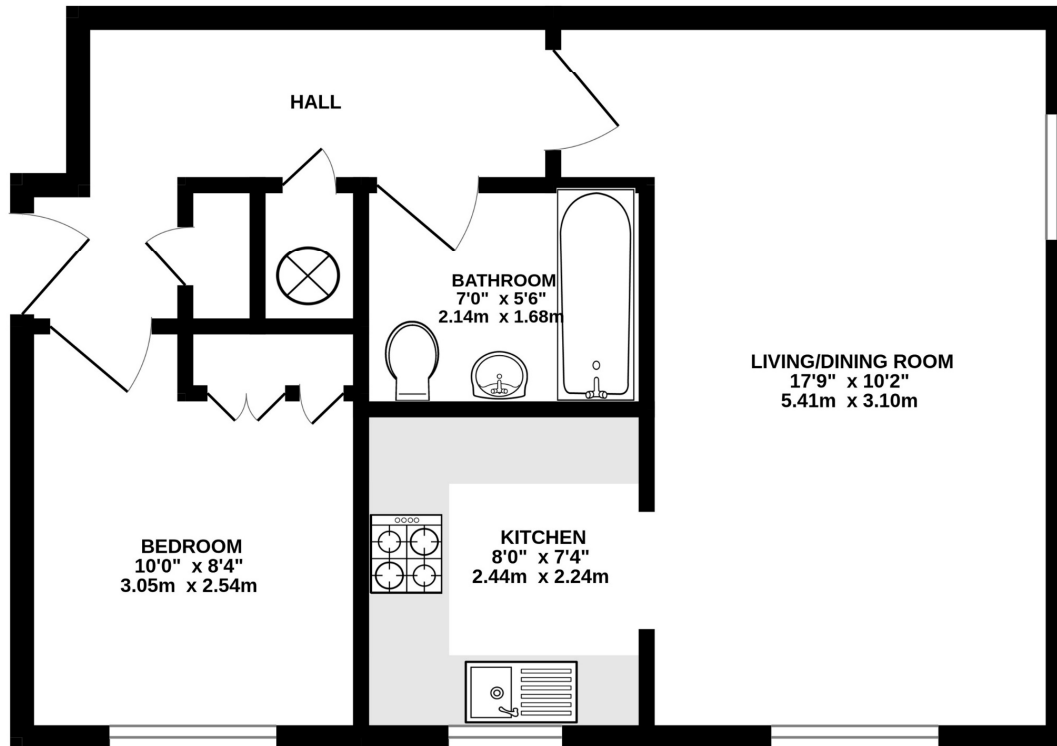 HALL
BATHROOM
7'0" x 5'6"
2.14m x 1.68m
LIVING/DINING ROOM
17'9" x 10'2"
5.41m x 3.10m
KITCHEN
8'0" x 7'4"
2.44m x 2.24m
BEDROOM
10'0" x 8'4"
3.05m x 2.54m